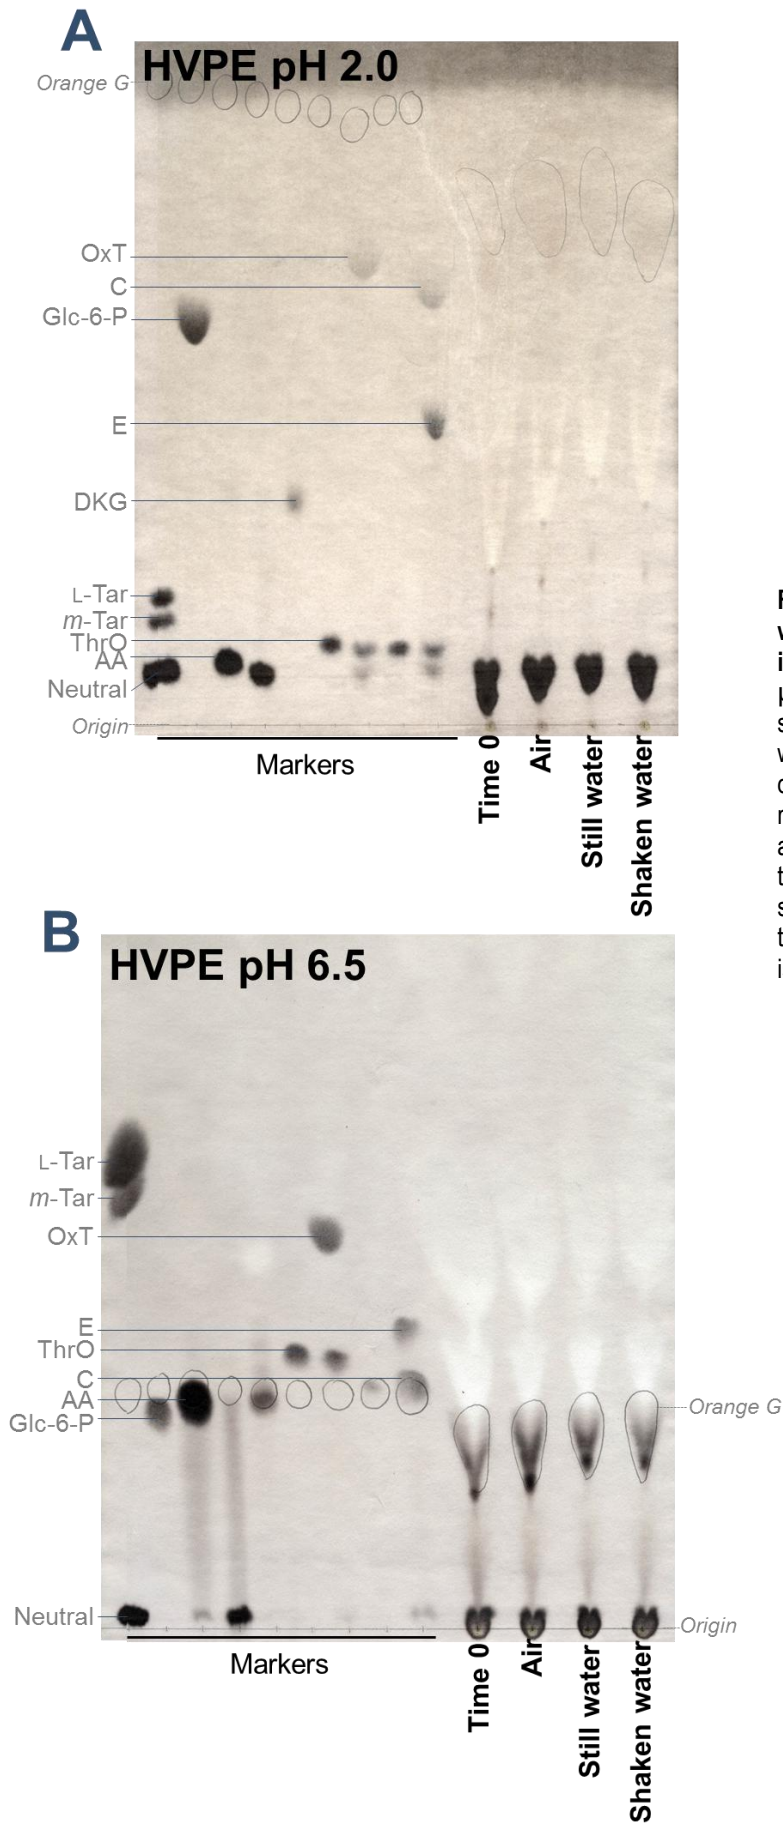 A
HVPE pH 2.0
Orange G
OxT
C
Glc-6-P
E
DKG
L-Tar
m-Tar
ThrO
AA
Neutral
Origin
Markers
Time 0
Air
Still water
Shaken water
B
HVPE pH 6.5
L-Tar
m-Tar
OxT
E
ThrO
C
AA
Glc-6-P
Orange G
Neutral
Origin
Markers
Time 0
Air
Still water
Shaken water